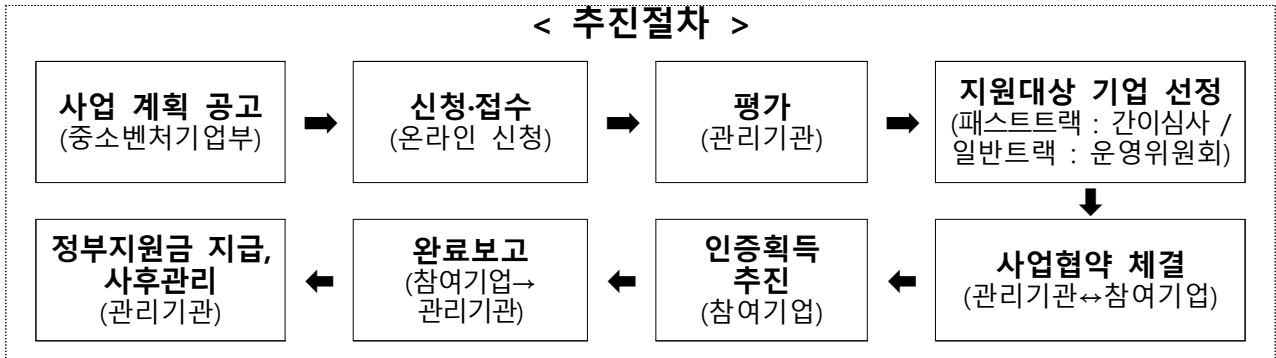 < 추진절차 >
사업 계획 공고
(중소벤처기업부)
➡
신청·접수
(온라인 신청)
➡
평가
(관리기관)
➡
지원대상 기업 선정
(패스트트랙 : 간이심사 /
일반트랙 : 운영위원회)
⬇
사업협약 체결
(관리기관↔참여기업)
⬅
인증획득
추진
(참여기업)
⬅
완료보고
(참여기업→
관리기관)
⬅
정부지원금 지급,
사후관리
(관리기관)